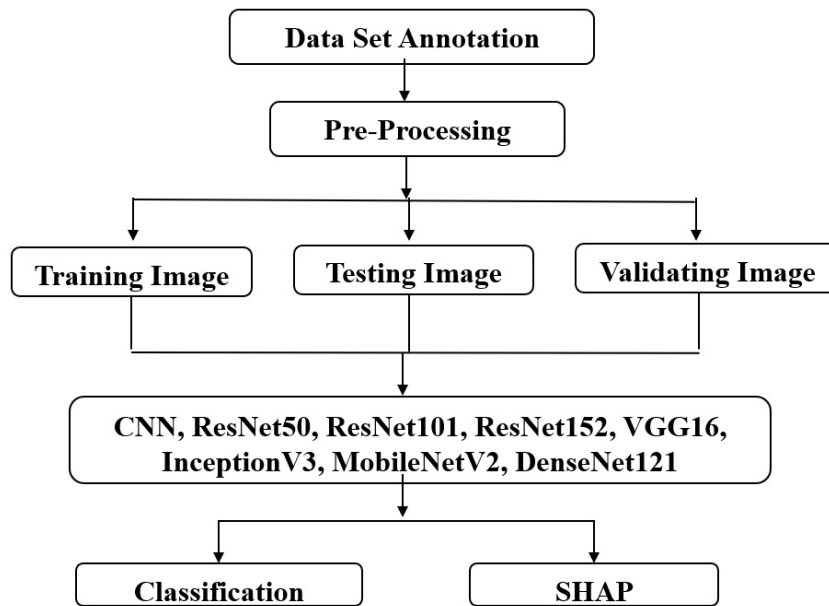 Data Set Annotation
Pre-Processing
Training Image
Testing Image
Validating Image
CNN, ResNet50, ResNet101, ResNet152, VGG16,
InceptionV3, MobileNetV2, DenseNet121
Classification
SHAP